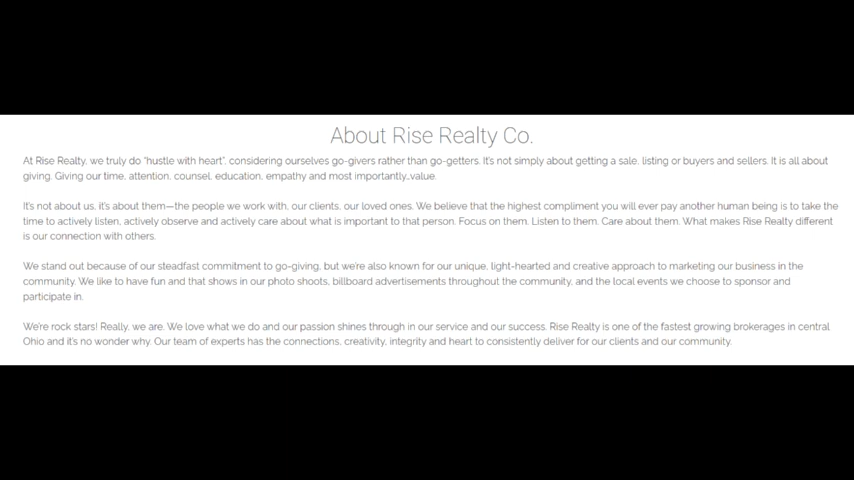 About Rise Realty Co.
At Rise Realty, we truly do "hustle with heart", considering ourselves go-givers rather than go-getters. It's not simply about getting a sale, listing or buyers and sellers. It is all about
giving. Giving our time, attention, counsel, education, empathy and most importantly…value.
It's not about us, it's about them—the people we work with, our clients, our loved ones. We believe that the highest compliment you will ever pay another human being is to take the
time to actively listen, actively observe and actively care about what is important to that person. Focus on them. Listen to them. Care about them. What makes Rise Realty different
is our connection with others.
We stand out because of our steadfast commitment to go-giving, but we're also known for our unique, light-hearted and creative approach to marketing our business in the
community. We like to have fun and that shows in our photo shoots, billboard advertisements throughout the community, and the local events we choose to sponsor and
participate in.
We're rock stars! Really, we are. We love what we do and our passion shines through in our service and our success. Rise Realty is one of the fastest growing brokerages in central
Ohio and it's no wonder why. Our team of experts has the connections, creativity, integrity and heart to consistently deliver for our clients and our community.